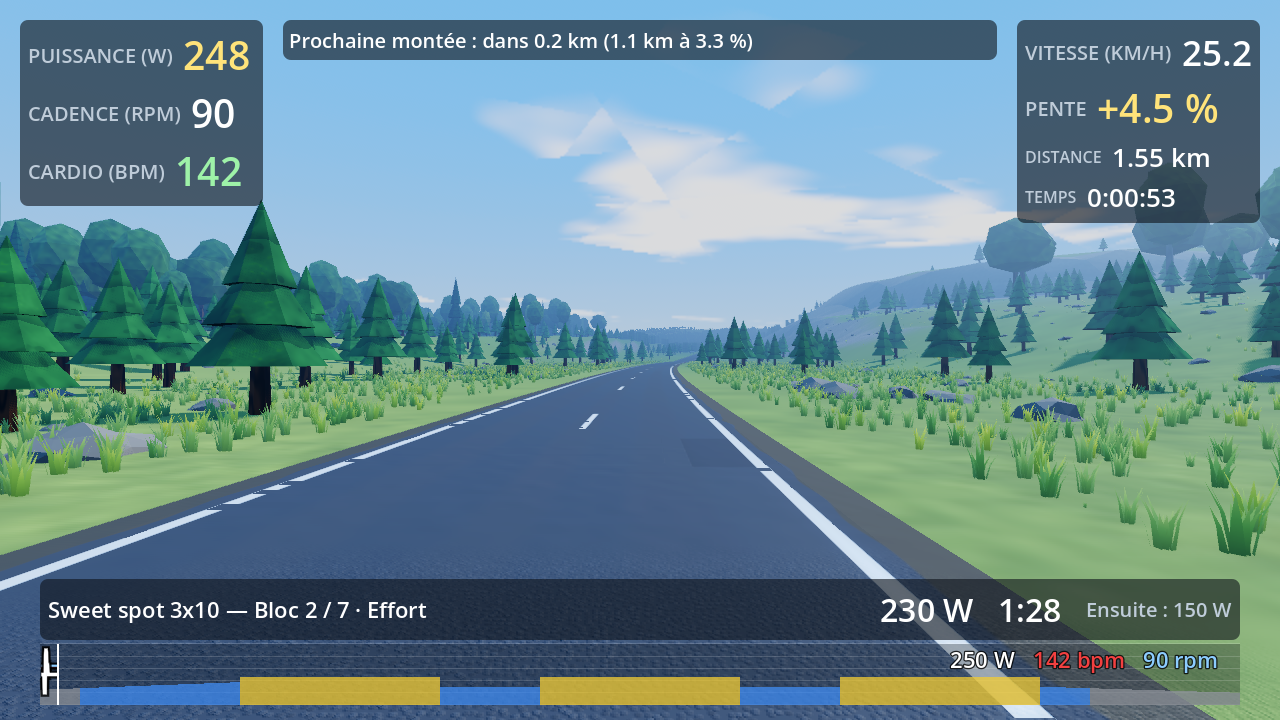 PUISSANCE (W) 248
CADENCE (RPM) 90
CARDIO (BPM) 142
Prochaine montée : dans 0.2 km (1.1 km à 3.3 %)
VITESSE (KM/H) 25.2
PENTE +4.5 %
DISTANCE 1.55 km
TEMPS 0:00:53
Sweet spot 3x10 — Bloc 2 / 7 · Effort 230 W 1:28 Ensuite : 150 W
250 W 142 bpm 90 rpm